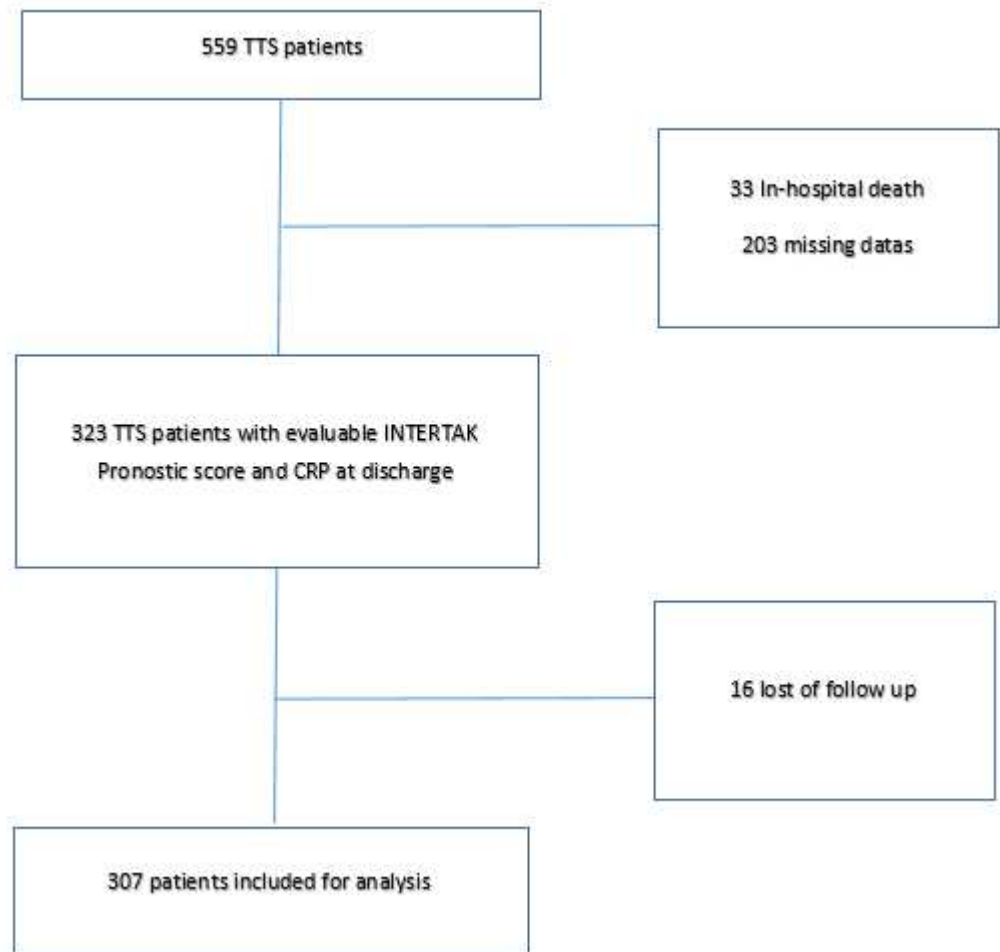 559 TTS patients
33 In-hospital death
203 missing datas
323 TTS patients with evaluable INTERTAK
Pronostic score and CRP at discharge
16 lost of follow up
307 patients included for analysis